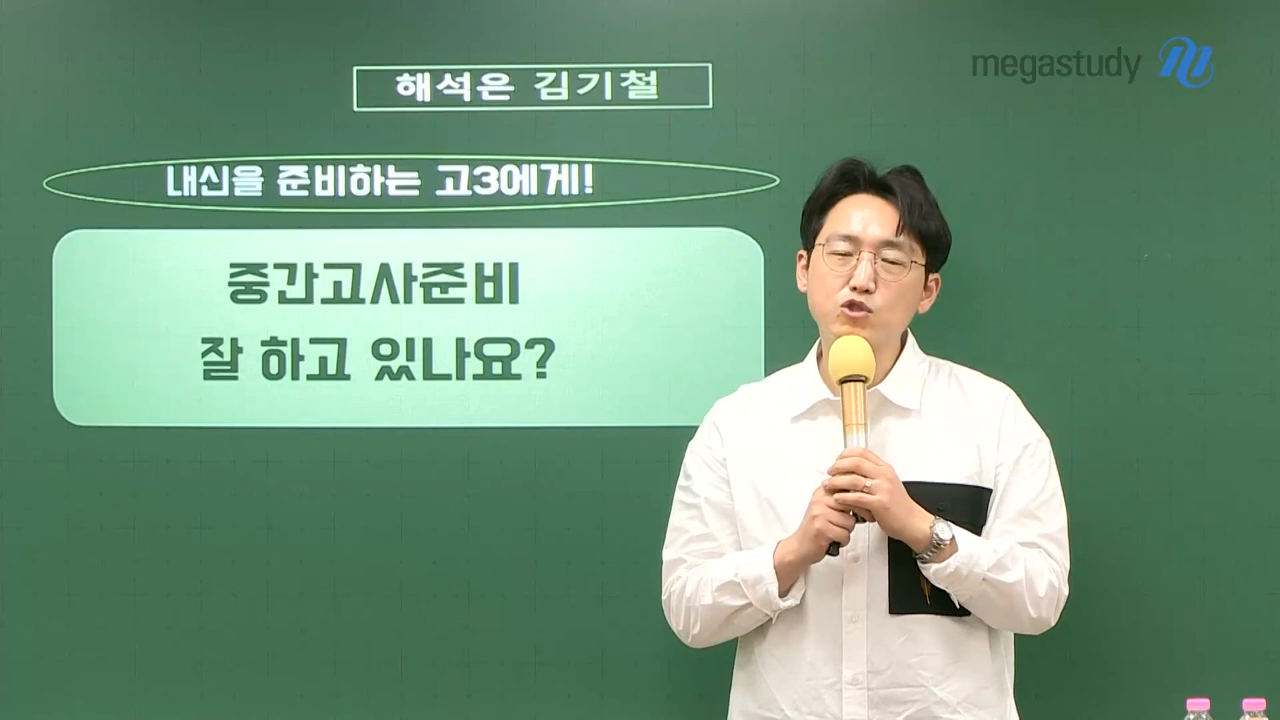 megastudy
해석은 김기철
내신을 준비하는 고3에게!
중간고사준비
잘 하고 있나요?